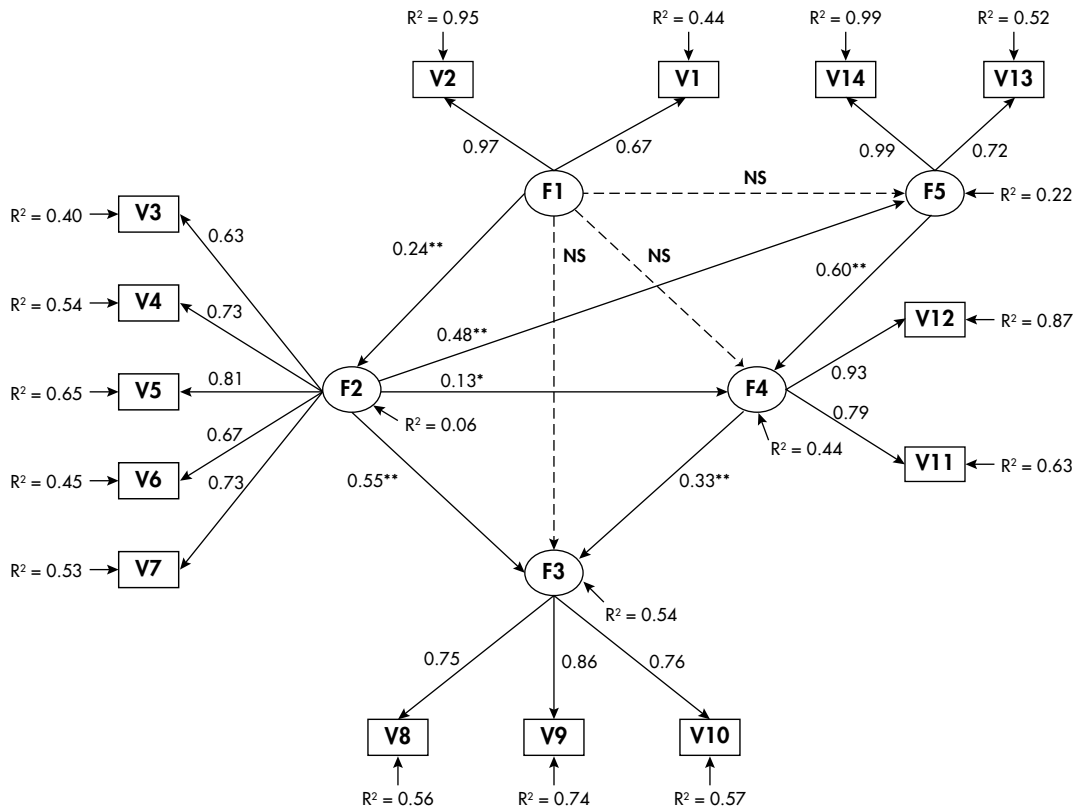 R² = 0.95
R² = 0.44
R² = 0.99
R² = 0.52
V2
V1
V14
V13
0.97
0.67
0.99
0.72
F1
NS
F5
R² = 0.22
R² = 0.40
V3
0.63
0.24**
NS
NS
0.60**
R² = 0.54
V4
0.73
0.48**
V12
R² = 0.87
0.93
R² = 0.65
V5
0.81
F2
0.13*
F4
0.79
R² = 0.06
R² = 0.44
0.67
R² = 0.45
V6
0.73
0.55**
0.33**
V11
R² = 0.63
R² = 0.53
V7
F3
R² = 0.54
0.75
0.86
0.76
V8
V9
V10
R² = 0.56
R² = 0.74
R² = 0.57